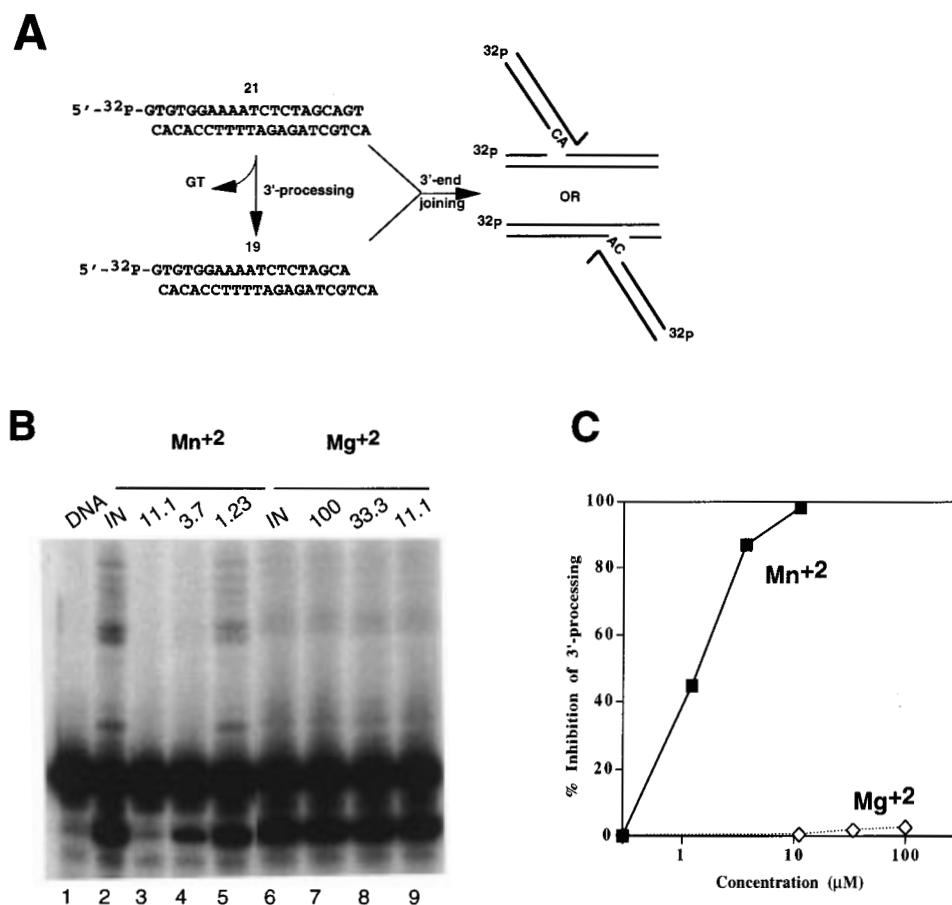 A
21
5'-32P-GTGTGGAAAATCTCTAGCAGT
CACACCTTTTAGAGATCGTCA
GT
3'-processing
19
5'-32P-GTGTGGAAAATCTCTAGCA
CACACCTTTTAGAGATCGTCA
3'-end
joining
32P
CA
32P
OR
32P
AC
32P
B
Mn+2 Mg+2
DNA IN 11.1 3.7 1.23 IN 100 33.3 11.1
1 2 3 4 5 6 7 8 9
C
% Inhibition of 3'-processing
100
80
60
40
20
0
Mn+2
Mg+2
1 10 100
Concentration (µM)